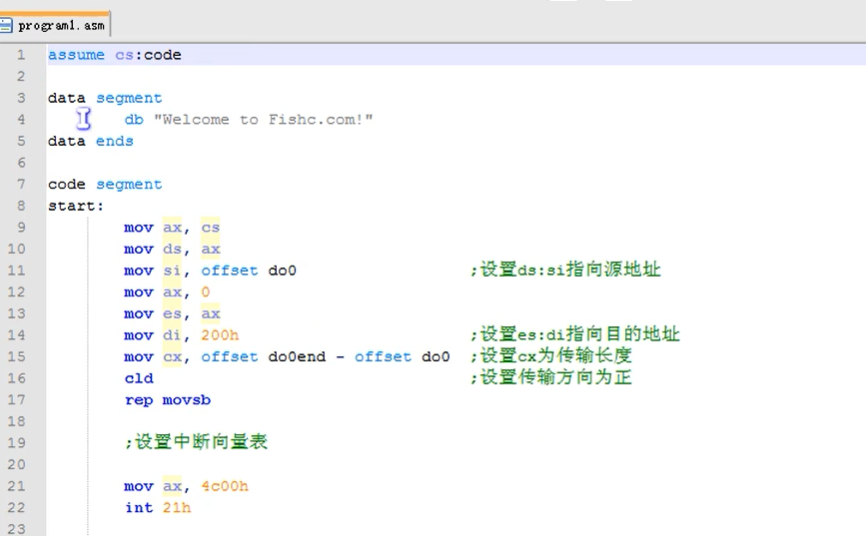 program1.asm
1 assume cs:code
2
3 data segment
4 db "Welcome to Fishc.com!"
5 data ends
6
7 code segment
8 start:
9 mov ax, cs
10 mov ds, ax
11 mov si, offset do0 ;设置ds:si指向源地址
12 mov ax, 0
13 mov es, ax
14 mov di, 200h ;设置es:di指向目的地址
15 mov cx, offset do0end - offset do0 ;设置cx为传输长度
16 cld ;设置传输方向为正
17 rep movsb
18
19 ;设置中断向量表
20
21 mov ax, 4c00h
22 int 21h
23